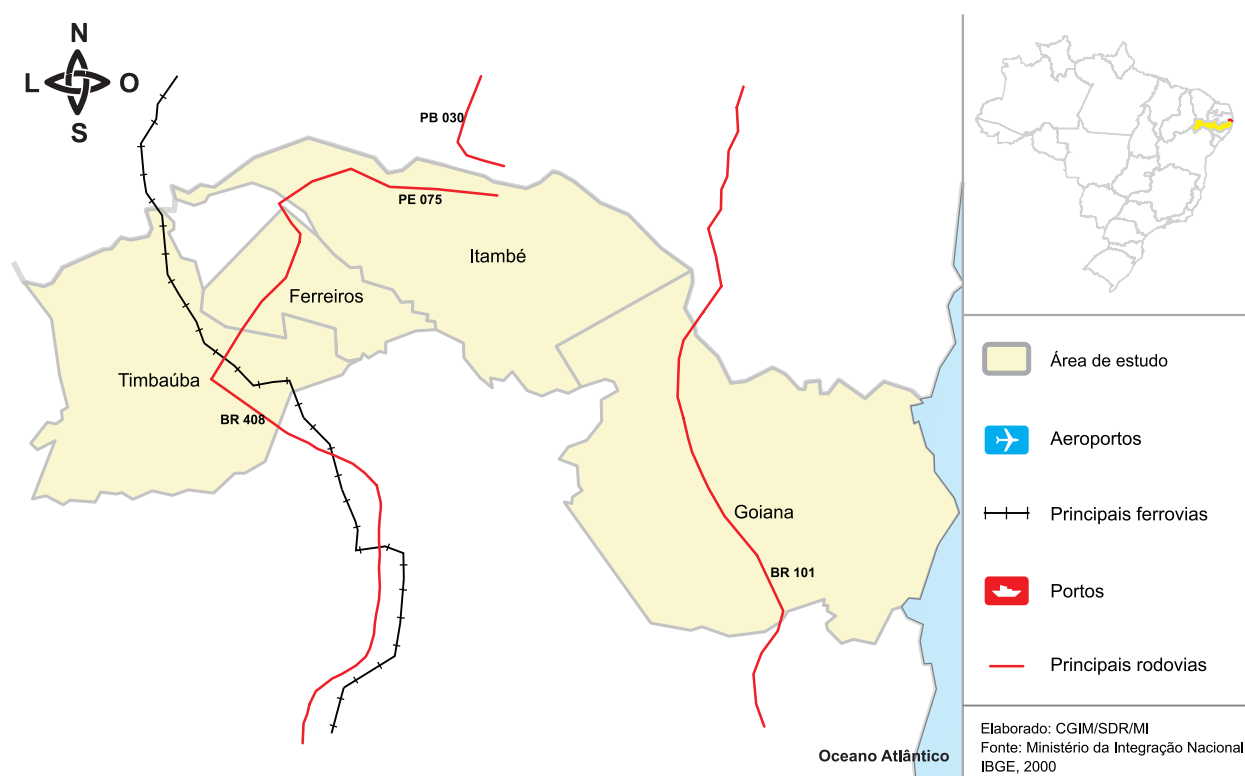 N
L
O
S
PB 030
PE 075
Itambé
Ferreiros
Timbaúba
BR 408
Goiana
BR 101
Oceano Atlântico
Área de estudo
Aeroportos
Principais ferrovias
Portos
Principais rodovias
Elaborado: CGIM/SDR/MI
Fonte: Ministério da Integração Nacional
IBGE, 2000